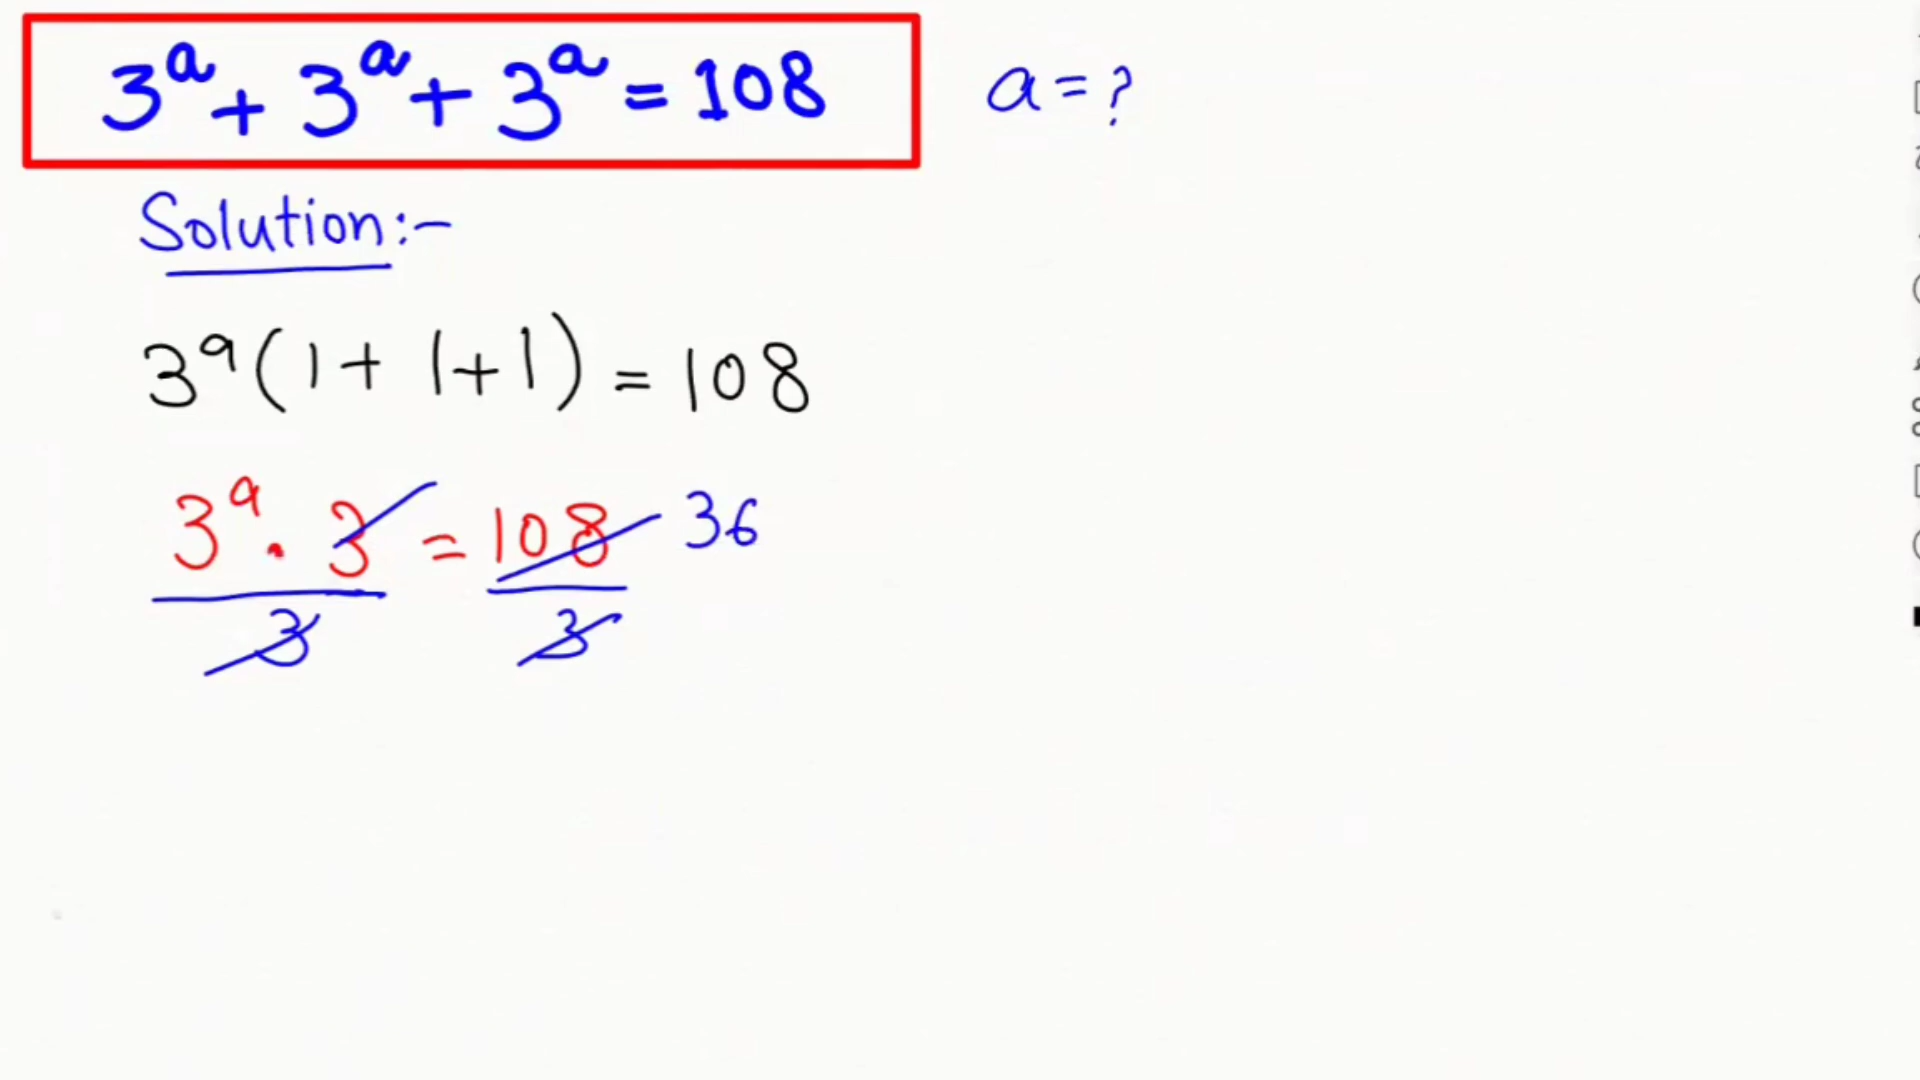 3^a + 3^a + 3^a = 108 a = ?
Solution:-
3^a (1 + 1 + 1) = 108
3^a · 3 = 108 36
3 3